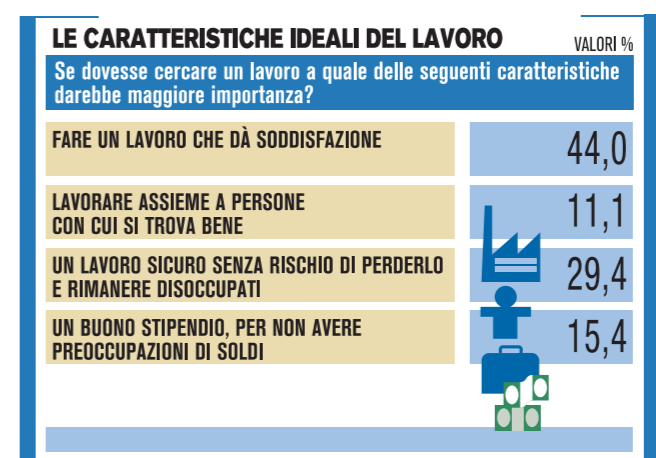 LE CARATTERISTICHE IDEALI DEL LAVORO VALORI %
Se dovesse cercare un lavoro a quale delle seguenti caratteristiche
darebbe maggiore importanza?
FARE UN LAVORO CHE DÀ SODDISFAZIONE 44,0
LAVORARE ASSIEME A PERSONE
CON CUI SI TROVA BENE 11,1
UN LAVORO SICURO SENZA RISCHIO DI PERDERLO
E RIMANERE DISOCCUPATI 29,4
UN BUONO STIPENDIO, PER NON AVERE
PREOCCUPAZIONI DI SOLDI 15,4